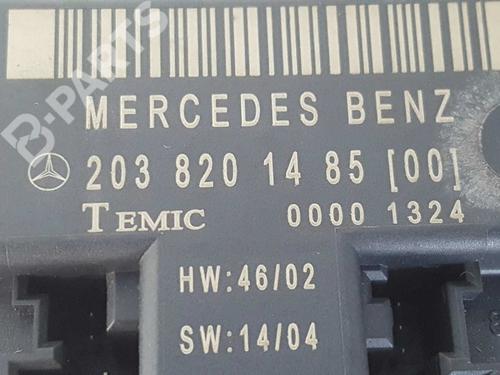 B-PARTS
MERCEDES BENZ
203 820 14 85 [00]
TEMIC 0000 1324
HW:46/02
SW:14/04